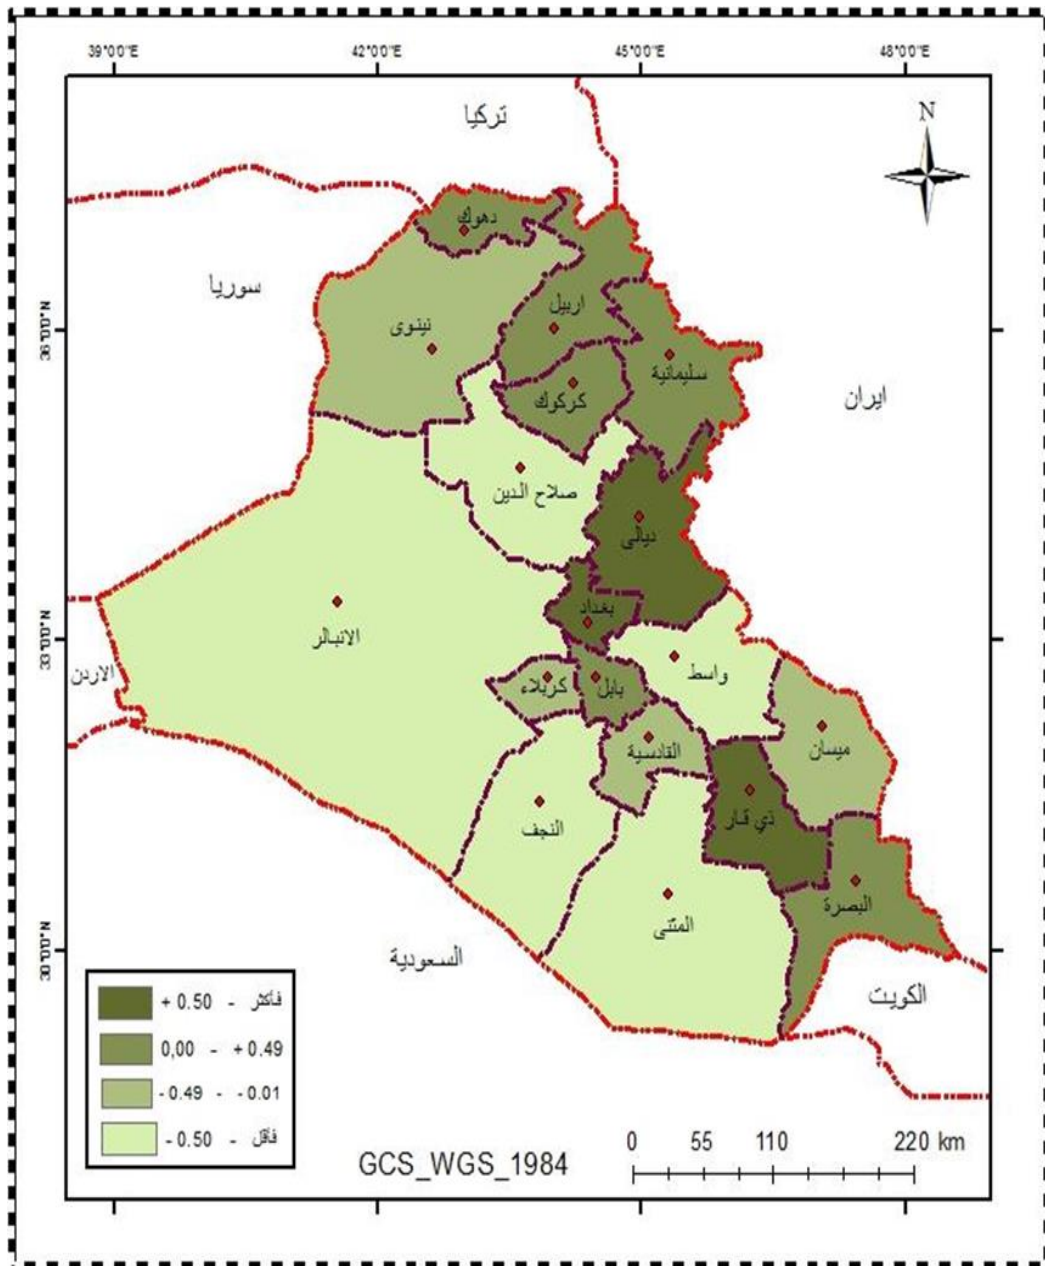 39°0'0"E 42°0'0"E 45°0'0"E 48°0'0"E
N
تركيا
سوريا
ايران
الاردن
السعودية
الكويت
36°0'0"N
33°0'0"N
30°0'0"N
دهوك
نينوى
اربيل
سليمانية
كركوك
صلاح الدين
ديالى
بغداد
الانبالر
واسط
كربلاء
بابل
القادسية
ميسان
النجف
ذي قار
المثنى
البصرة
+ 0.50 - فأكثر
0,00 - + 0.49
- 0.49 - - 0.01
- 0.50 - فأقل
GCS_WGS_1984
0 55 110 220 km